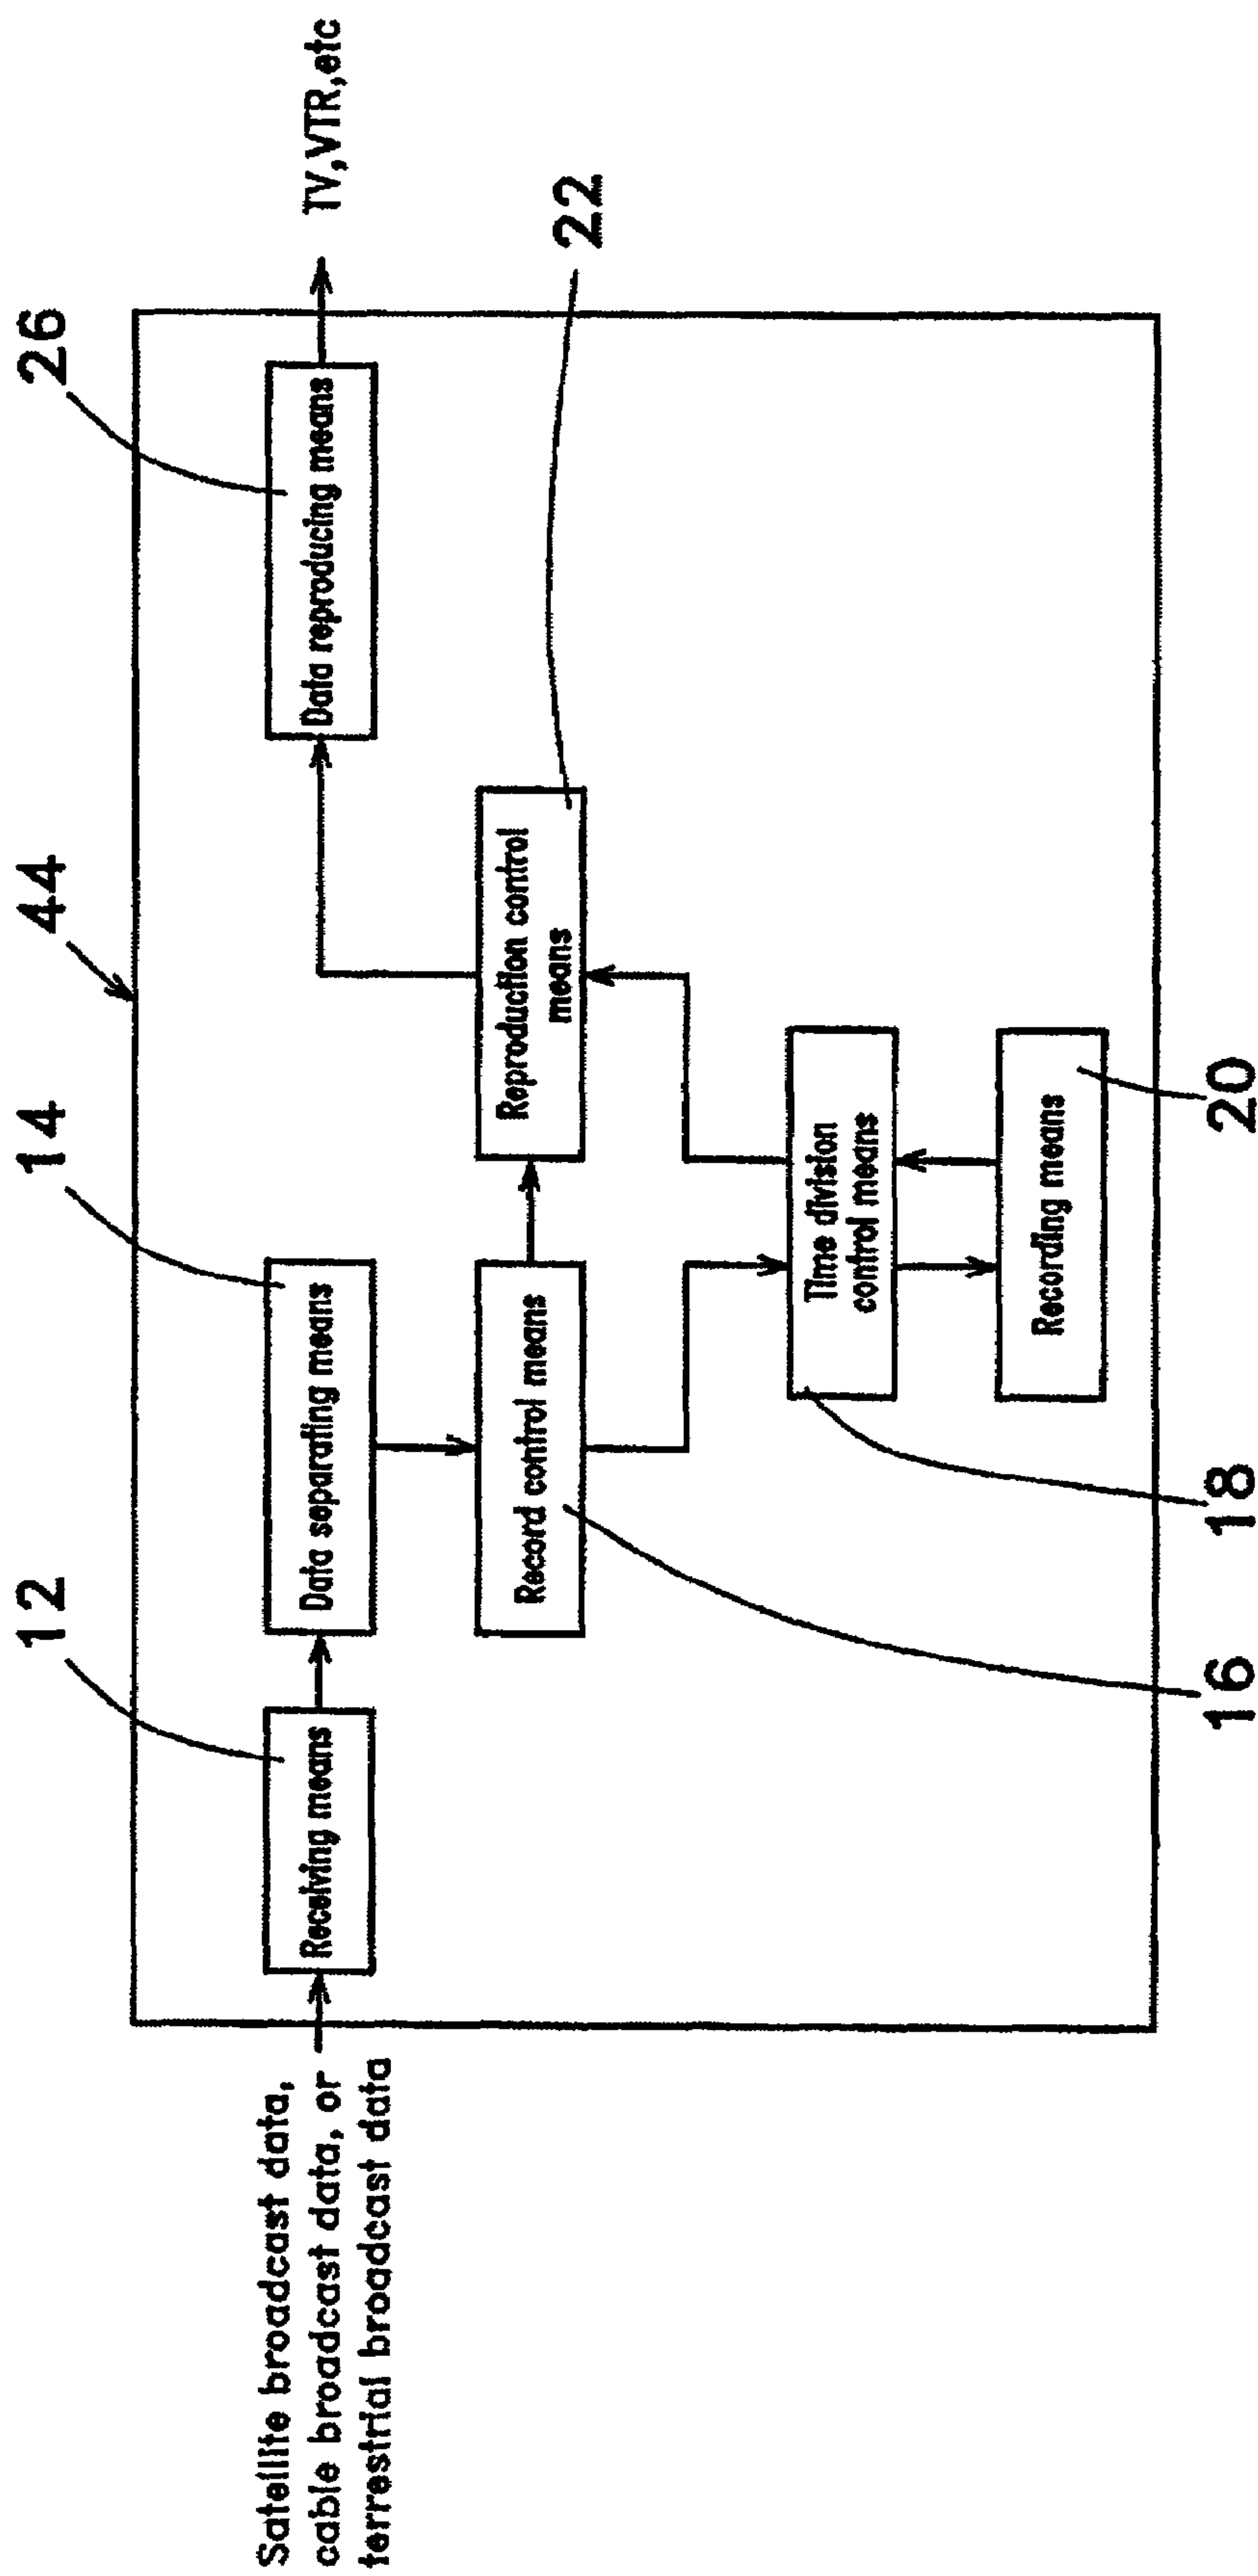 44
12
14
26
Satellite broadcast data,
cable broadcast data, or
terrestrial broadcast data
Receiving means
Data separating means
Data reproducing means
TV,VTR,etc
Record control means
Reproduction control
means
22
Time division
control means
Recording means
16
18
20